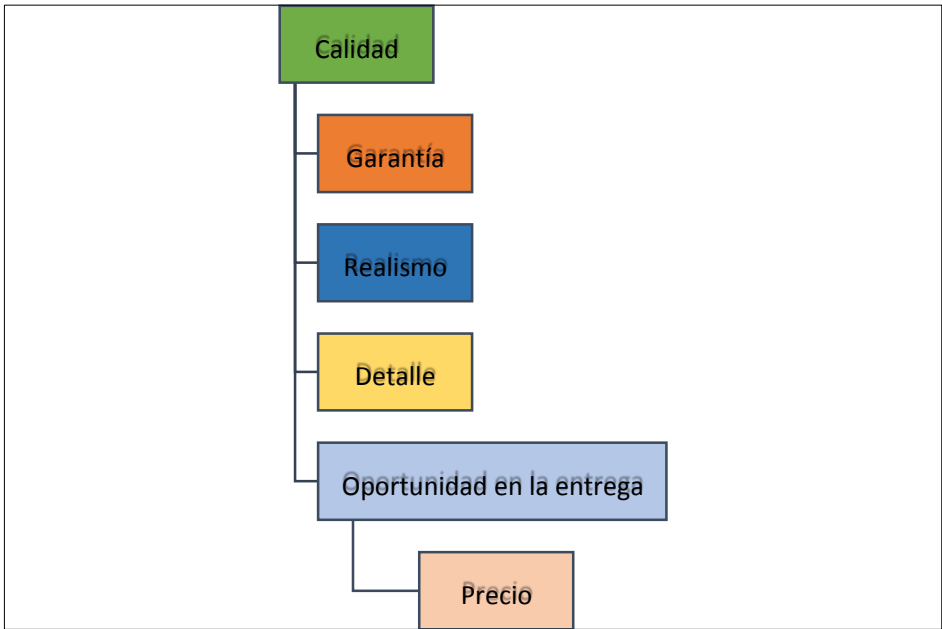 Calidad
Garantía
Realismo
Detalle
Oportunidad en la entrega
Precio